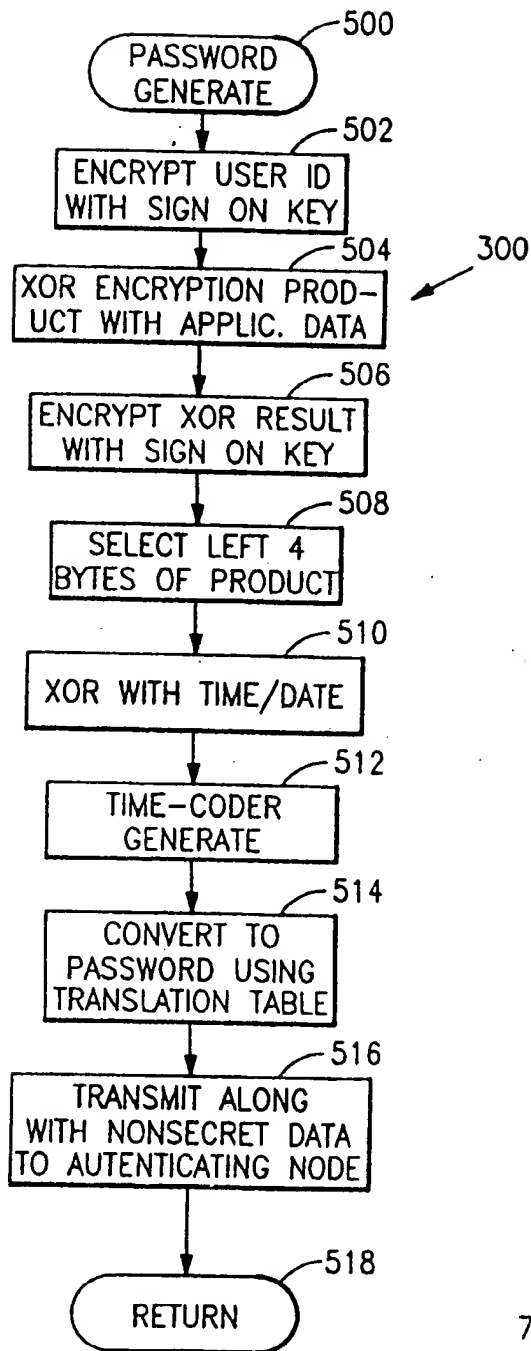 500
PASSWORD
GENERATE
502
ENCRYPT USER ID
WITH SIGN ON KEY
504
300
XOR ENCRYPTION PROD-
UCT WITH APPLIC. DATA
506
ENCRYPT XOR RESULT
WITH SIGN ON KEY
508
SELECT LEFT 4
BYTES OF PRODUCT
510
XOR WITH TIME/DATE
512
TIME-CODER
GENERATE
514
CONVERT TO
PASSWORD USING
TRANSLATION TABLE
516
TRANSMIT ALONG
WITH NONSECRET DATA
TO AUTENTICATING NODE
518
RETURN
7